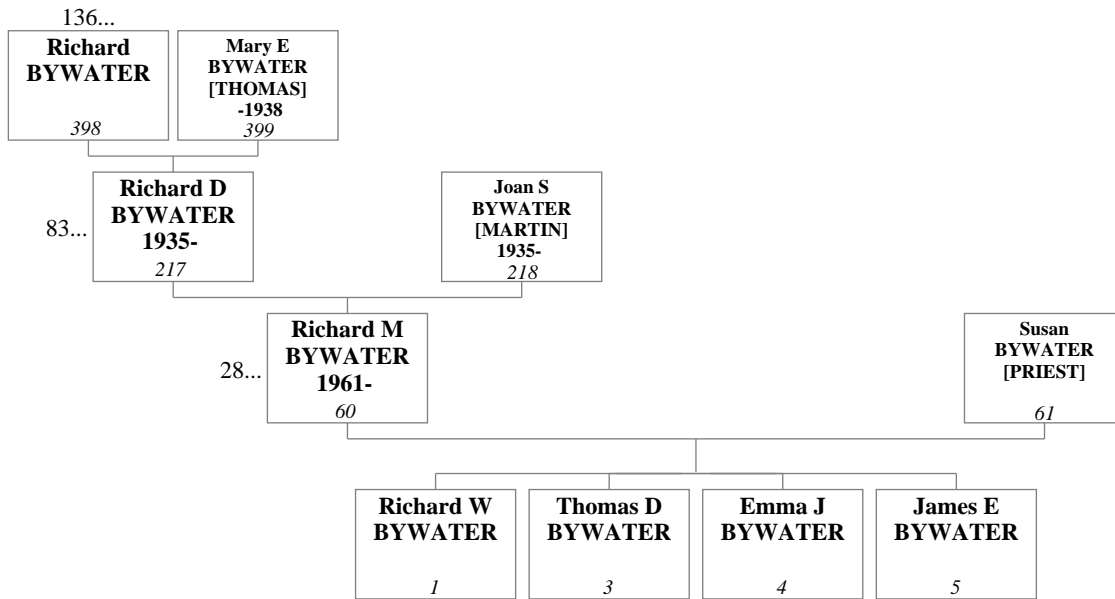 136...
Richard
BYWATER
398
Mary E
BYWATER
[THOMAS]
-1938
399
83...
Richard D
BYWATER
1935-
217
Joan S
BYWATER
[MARTIN]
1935-
218
28...
Richard M
BYWATER
1961-
60
Susan
BYWATER
[PRIEST]
61
Richard W
BYWATER
1
Thomas D
BYWATER
3
Emma J
BYWATER
4
James E
BYWATER
5